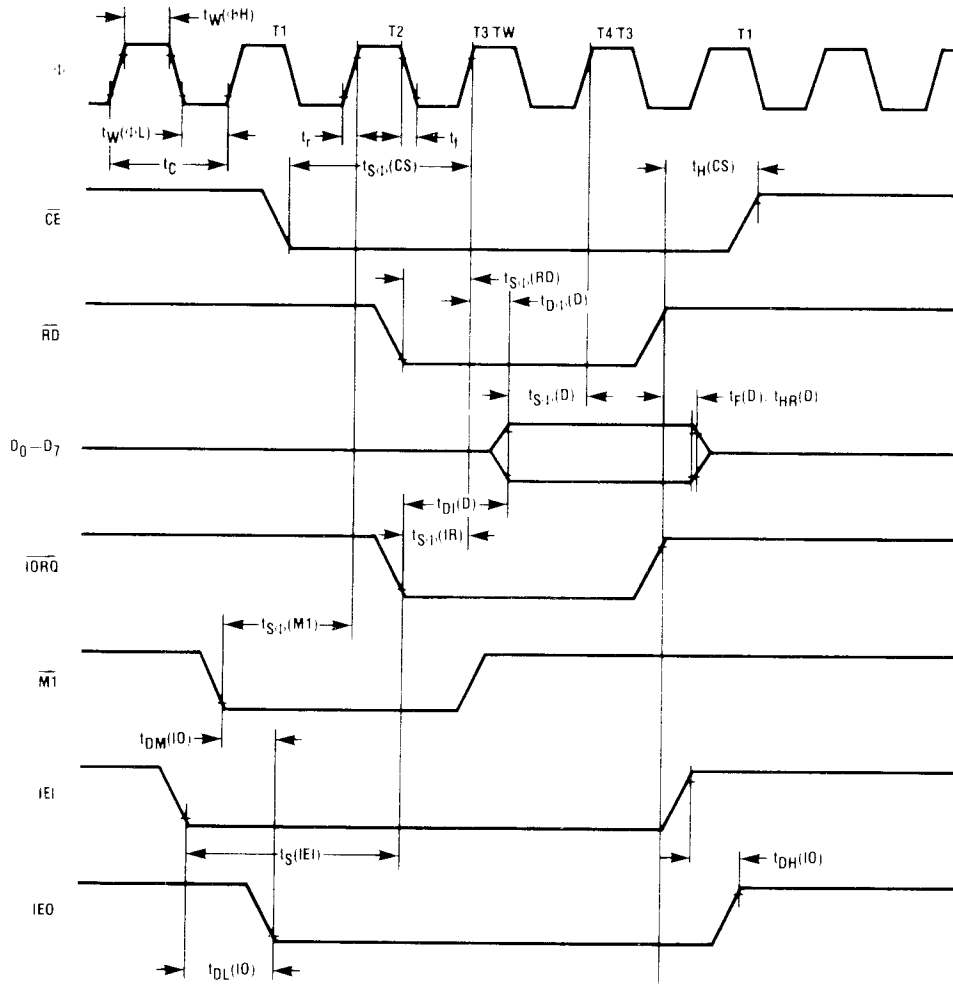 tW(ΦH)
T1 T2 T3 TW T4 T3 T1
Φ
tW(ΦL) tr tf
tC tSΦ(CS) tH(CS)
CE
tSΦ(RD)
tDΦ(D)
RD
tSΦ(D) tF(D), tHR(D)
D0—D7
tDI(D)
tSΦ(IR)
IORQ
tSΦ(M1)
M1
tDM(IO)
IEI
tS(IEI) tDH(IO)
IEO
tDL(IO)